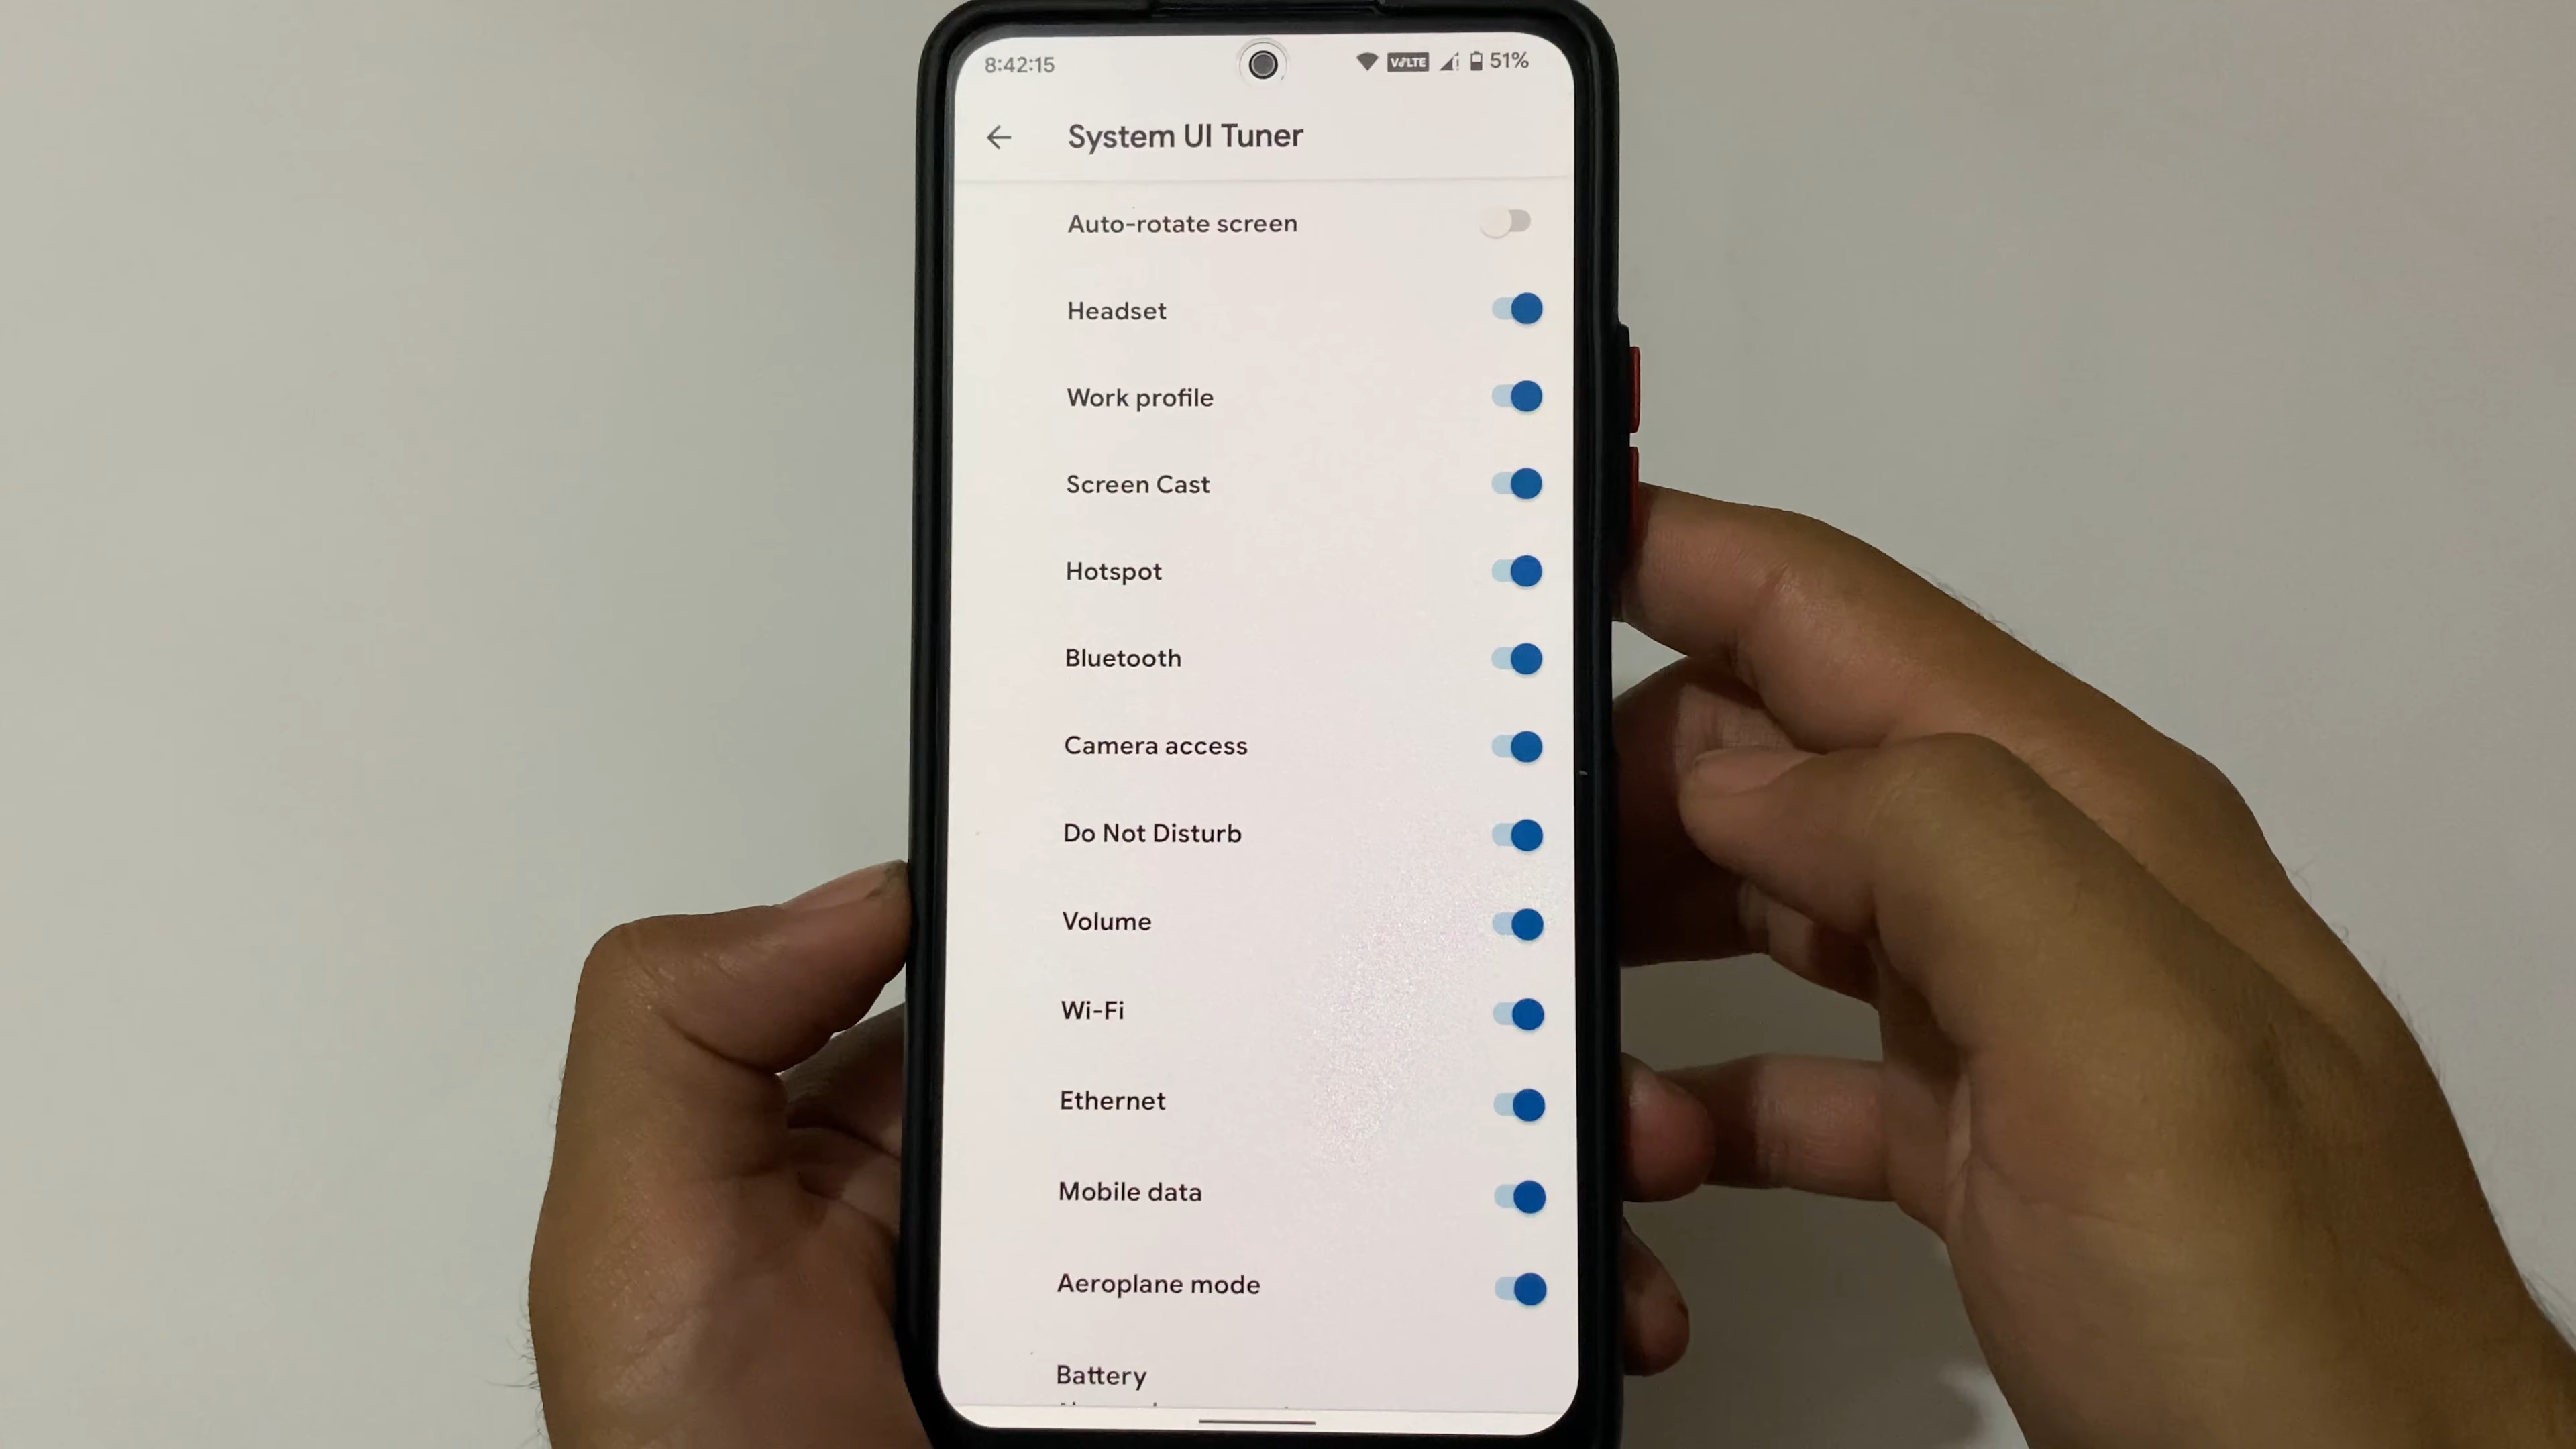 8:42:15
VoLTE 51%
System UI Tuner
Auto-rotate screen
Headset
Work profile
Screen Cast
Hotspot
Bluetooth
Camera access
Do Not Disturb
Volume
Wi-Fi
Ethernet
Mobile data
Aeroplane mode
Battery